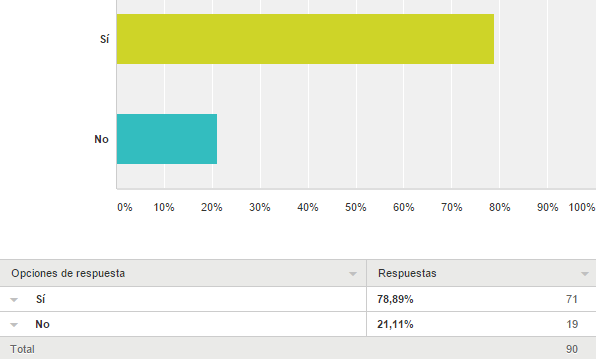 Sí
No
0% 10% 20% 30% 40% 50% 60% 70% 80% 90% 100%
Opciones de respuesta Respuestas
Sí 78,89% 71
No 21,11% 19
Total 90